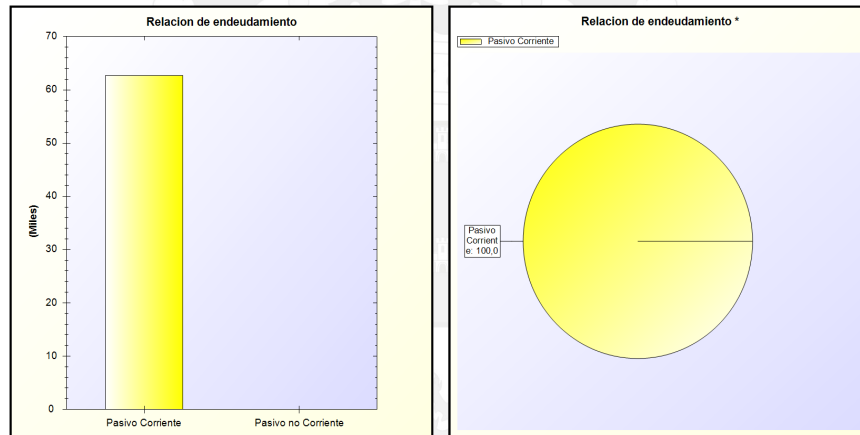 Relacion de endeudamiento
70
60
50
40
30
20
10
0
(Miles)
Pasivo Corriente
Pasivo no Corriente
Relacion de endeudamiento *
Pasivo Corriente
Pasivo
Corrient
e: 100,0